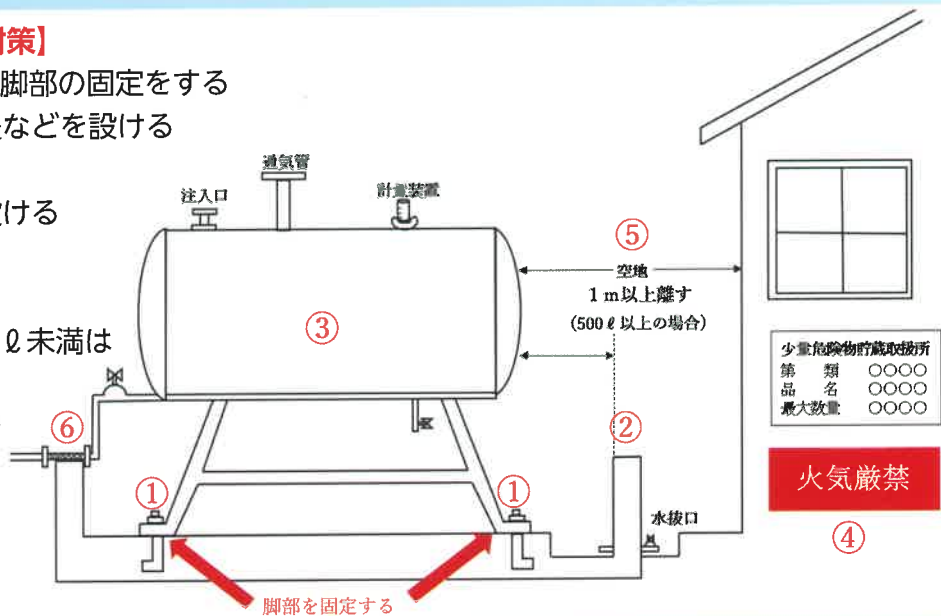 対策】
脚部の固定をする
などを設ける
ける
ℓ未満は
通気管
注入口
計量装置
⑤
空地
1m以上離す
(500ℓ以上の場合)
③
少量危険物貯蔵取扱所
第　類　○○○○
品　名　○○○○
最大数量　○○○○
⑥
②
①
①
火気厳禁
水抜口
④
脚部を固定する